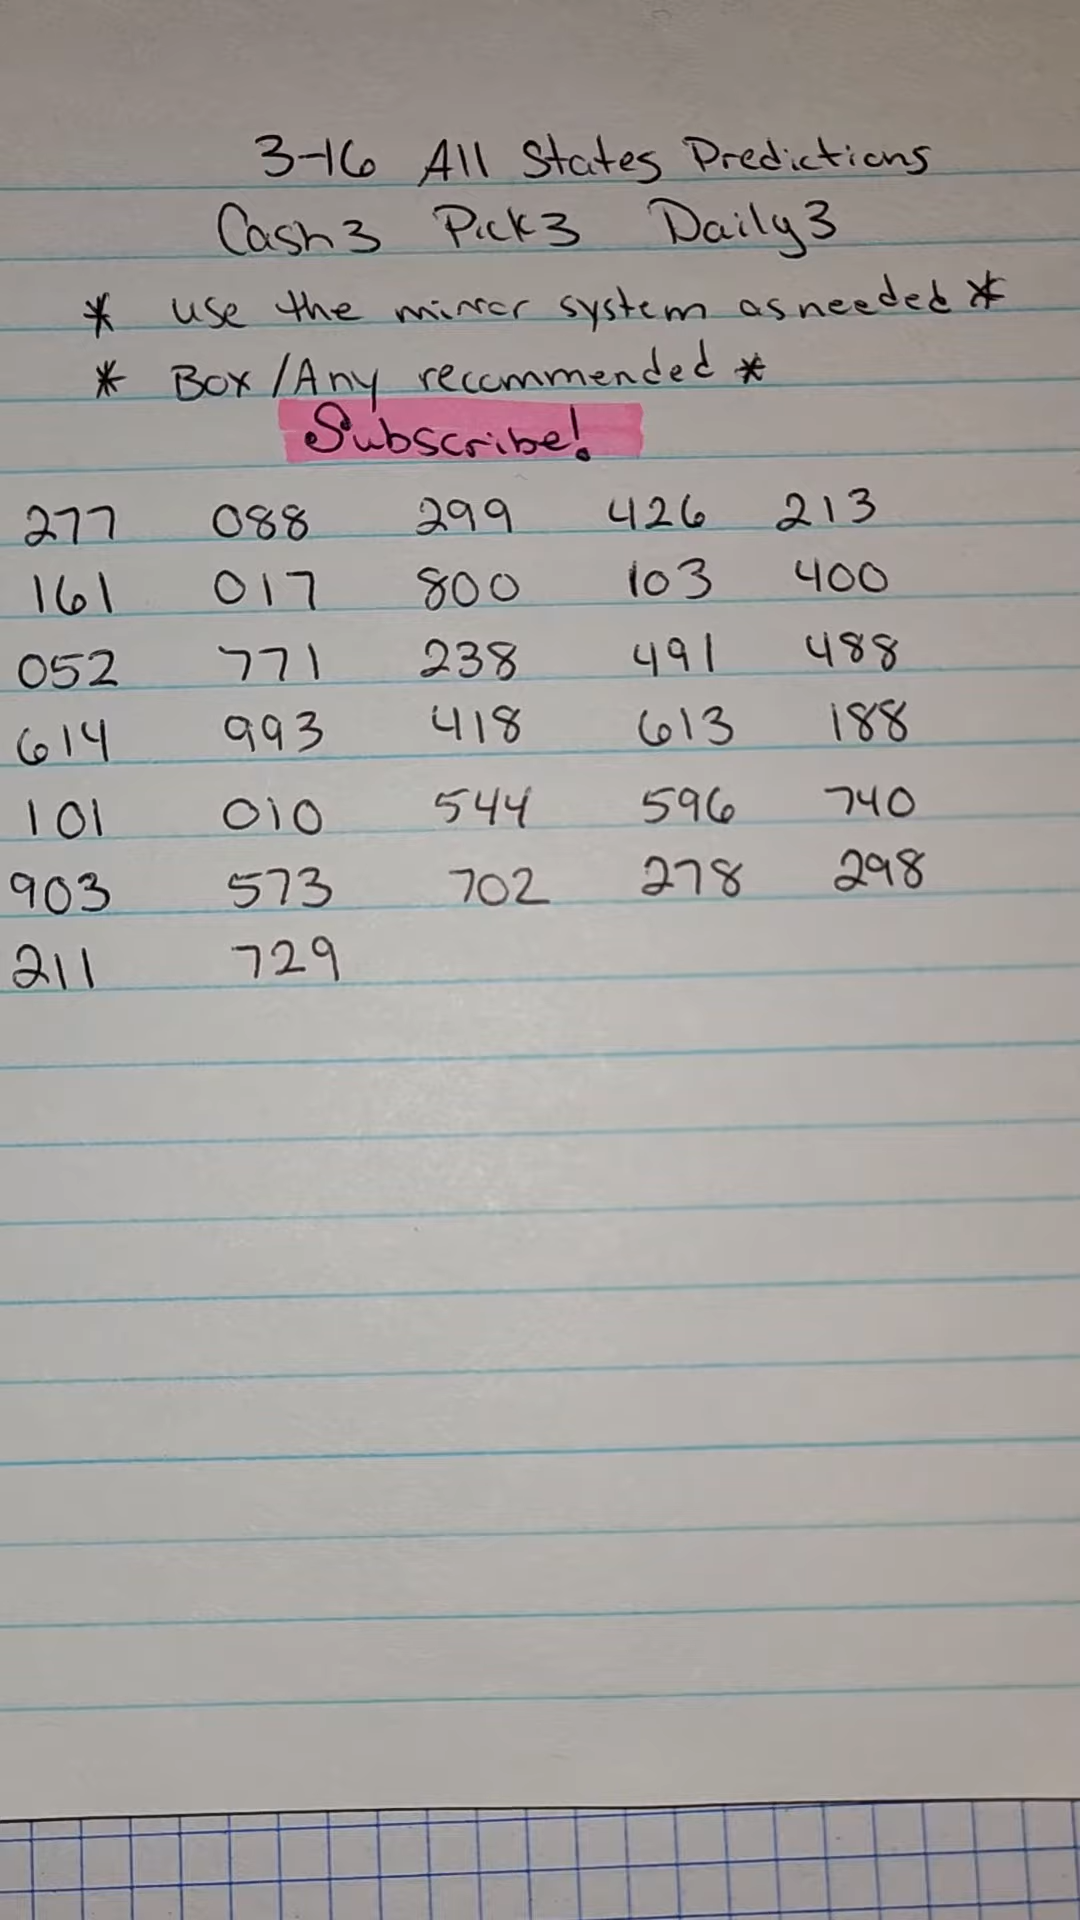 3-16 All States Predictions
Cash3 Pick3 Daily3
* use the mirror system as needed *
* Box/Any recommended *
Subscribe!
277 088 299 426 213
161 017 800 103 400
052 771 238 491 488
614 993 418 613 188
101 010 544 596 740
903 573 702 278 298
211 729